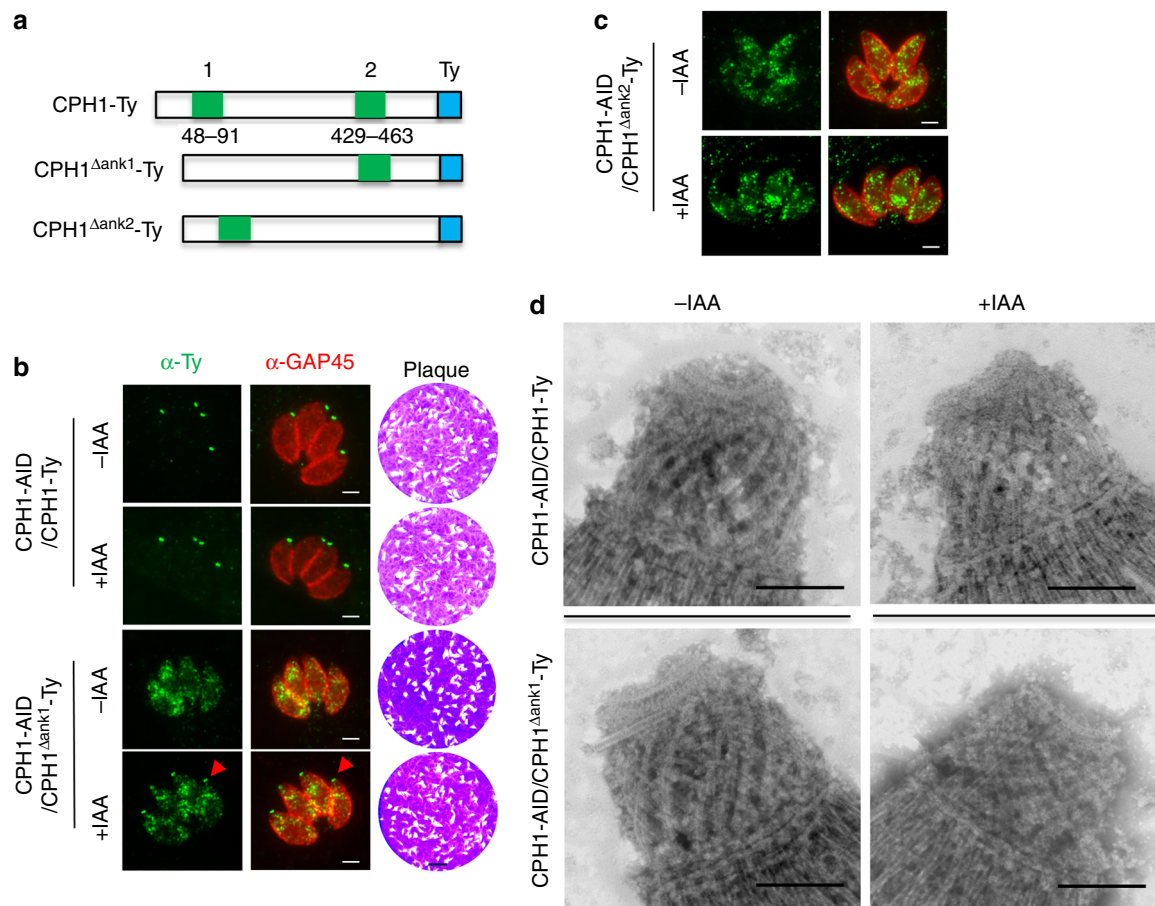 a
1 2 Ty
CPH1-Ty
48–91 429–463
CPH1Δank1-Ty
CPH1Δank2-Ty
c
CPH1-AID
/CPH1Δank2-Ty
–IAA
+IAA
b
α-Ty α-GAP45 Plaque
CPH1-AID
/CPH1-Ty
–IAA
+IAA
CPH1-AID
/CPH1Δank1-Ty
–IAA
+IAA
d
–IAA +IAA
CPH1-AID/CPH1-Ty
CPH1-AID/CPH1Δank1-Ty